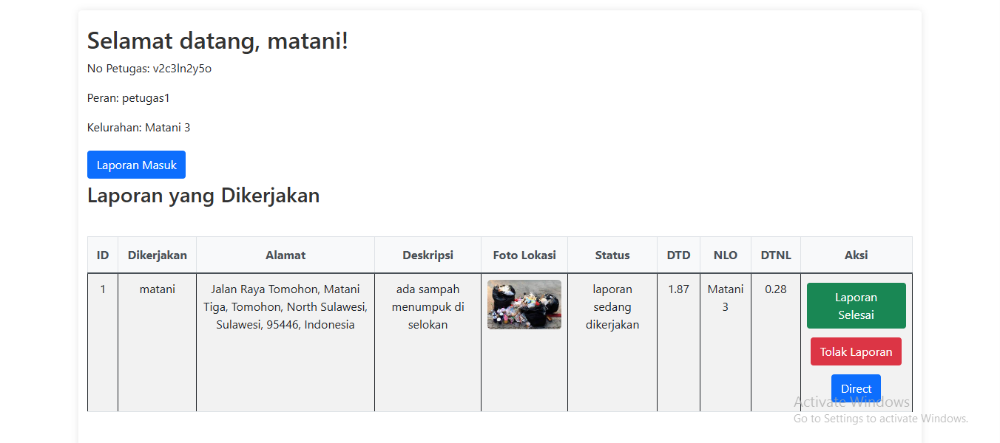 Selamat datang, matani!
No Petugas: v2c3ln2y5o
Peran: petugas1
Kelurahan: Matani 3
Laporan Masuk
Laporan yang Dikerjakan
ID Dikerjakan Alamat Deskripsi Foto Lokasi Status DTD NLO DTNL Aksi
1 matani Jalan Raya Tomohon, Matani ada sampah laporan 1.87 Matani 0.28 Laporan
Tiga, Tomohon, North Sulawesi, menumpuk di sedang 3 Selesai
Sulawesi, 95446, Indonesia selokan dikerjakan
Tolak Laporan
Direct
Activate Windows
Go to Settings to activate Windows.